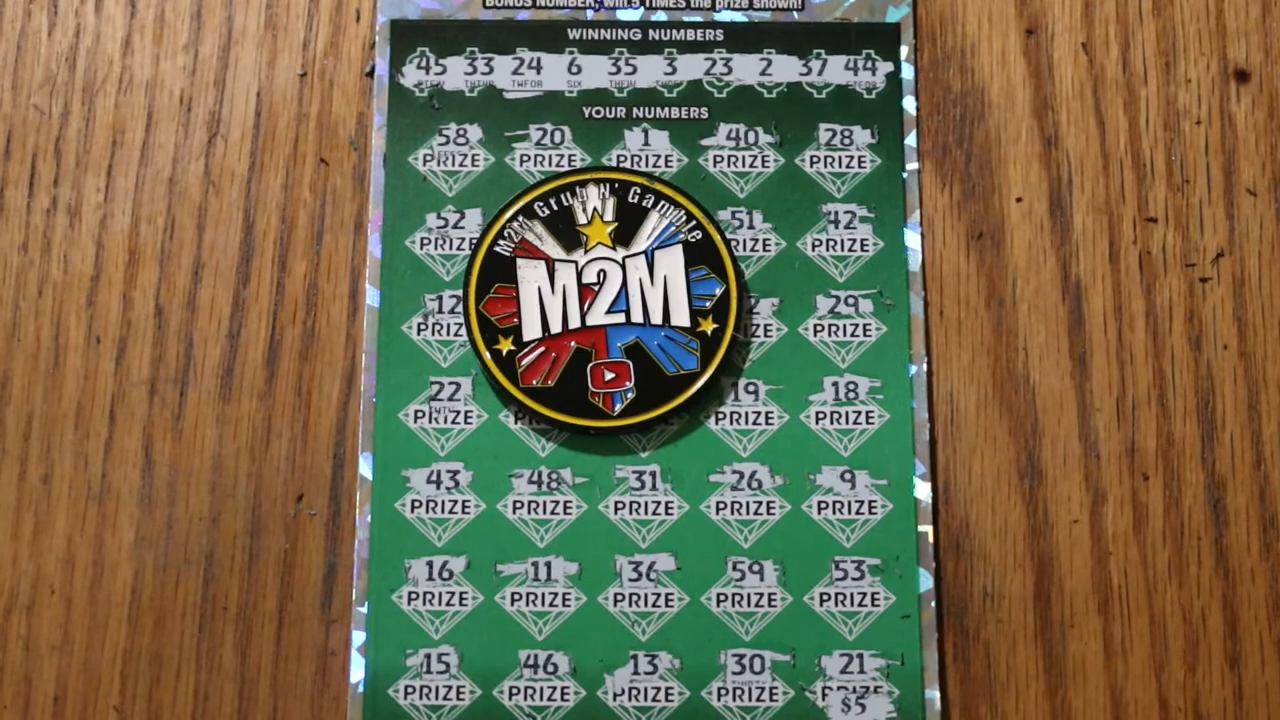 BONUS NUMBER, win 5 TIMES the prize shown!
WINNING NUMBERS
45 33 24 6 35 3 23 2 37 44
TWFOR SIX
YOUR NUMBERS
58 20 1 40 28
PRIZE PRIZE PRIZE PRIZE PRIZE
M2M Grub N' Gamble
M2M
52 51 42
PRIZE RIZE PRIZE
12 29
PRIZ ZE PRIZE
22 19 18
PRIZE PRIZE PRIZE
43 48 31 26 9
PRIZE PRIZE PRIZE PRIZE PRIZE
16 11 36 59 53
PRIZE PRIZE PRIZE PRIZE PRIZE
15 46 13 30 21
PRIZE PRIZE PRIZE PRIZE PRIZE
$5